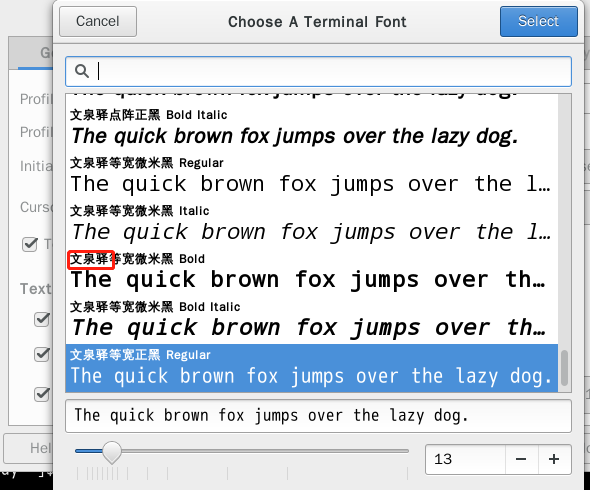 Cancel
Choose A Terminal Font
Select
Profil
Profil
Initia
Curso
Text
Hel
文泉驿点阵正黑 Bold Italic
The quick brown fox jumps over the lazy dog.
文泉驿等宽微米黑 Regular
The quick brown fox jumps over the l…
文泉驿等宽微米黑 Italic
The quick brown fox jumps over the l…
文泉驿等宽微米黑 Bold
The quick brown fox jumps over th…
文泉驿等宽微米黑 Bold Italic
The quick brown fox jumps over th…
文泉驿等宽正黑 Regular
The quick brown fox jumps over the lazy dog.
The quick brown fox jumps over the lazy dog.
13